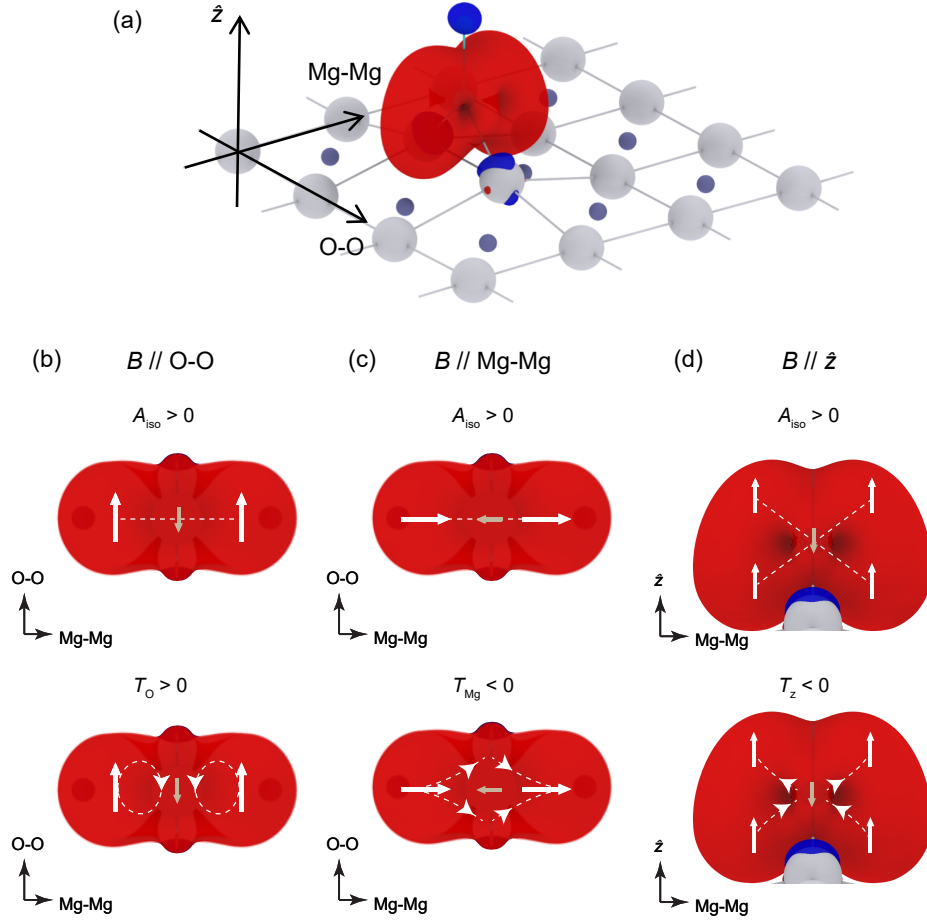 (a)
ẑ
Mg-Mg
O-O
(b) B // O-O
(c) B // Mg-Mg
(d) B // ẑ
A_iso > 0
A_iso > 0
A_iso > 0
O-O
Mg-Mg
O-O
Mg-Mg
ẑ
Mg-Mg
T_O > 0
T_Mg < 0
T_z < 0
O-O
Mg-Mg
O-O
Mg-Mg
ẑ
Mg-Mg